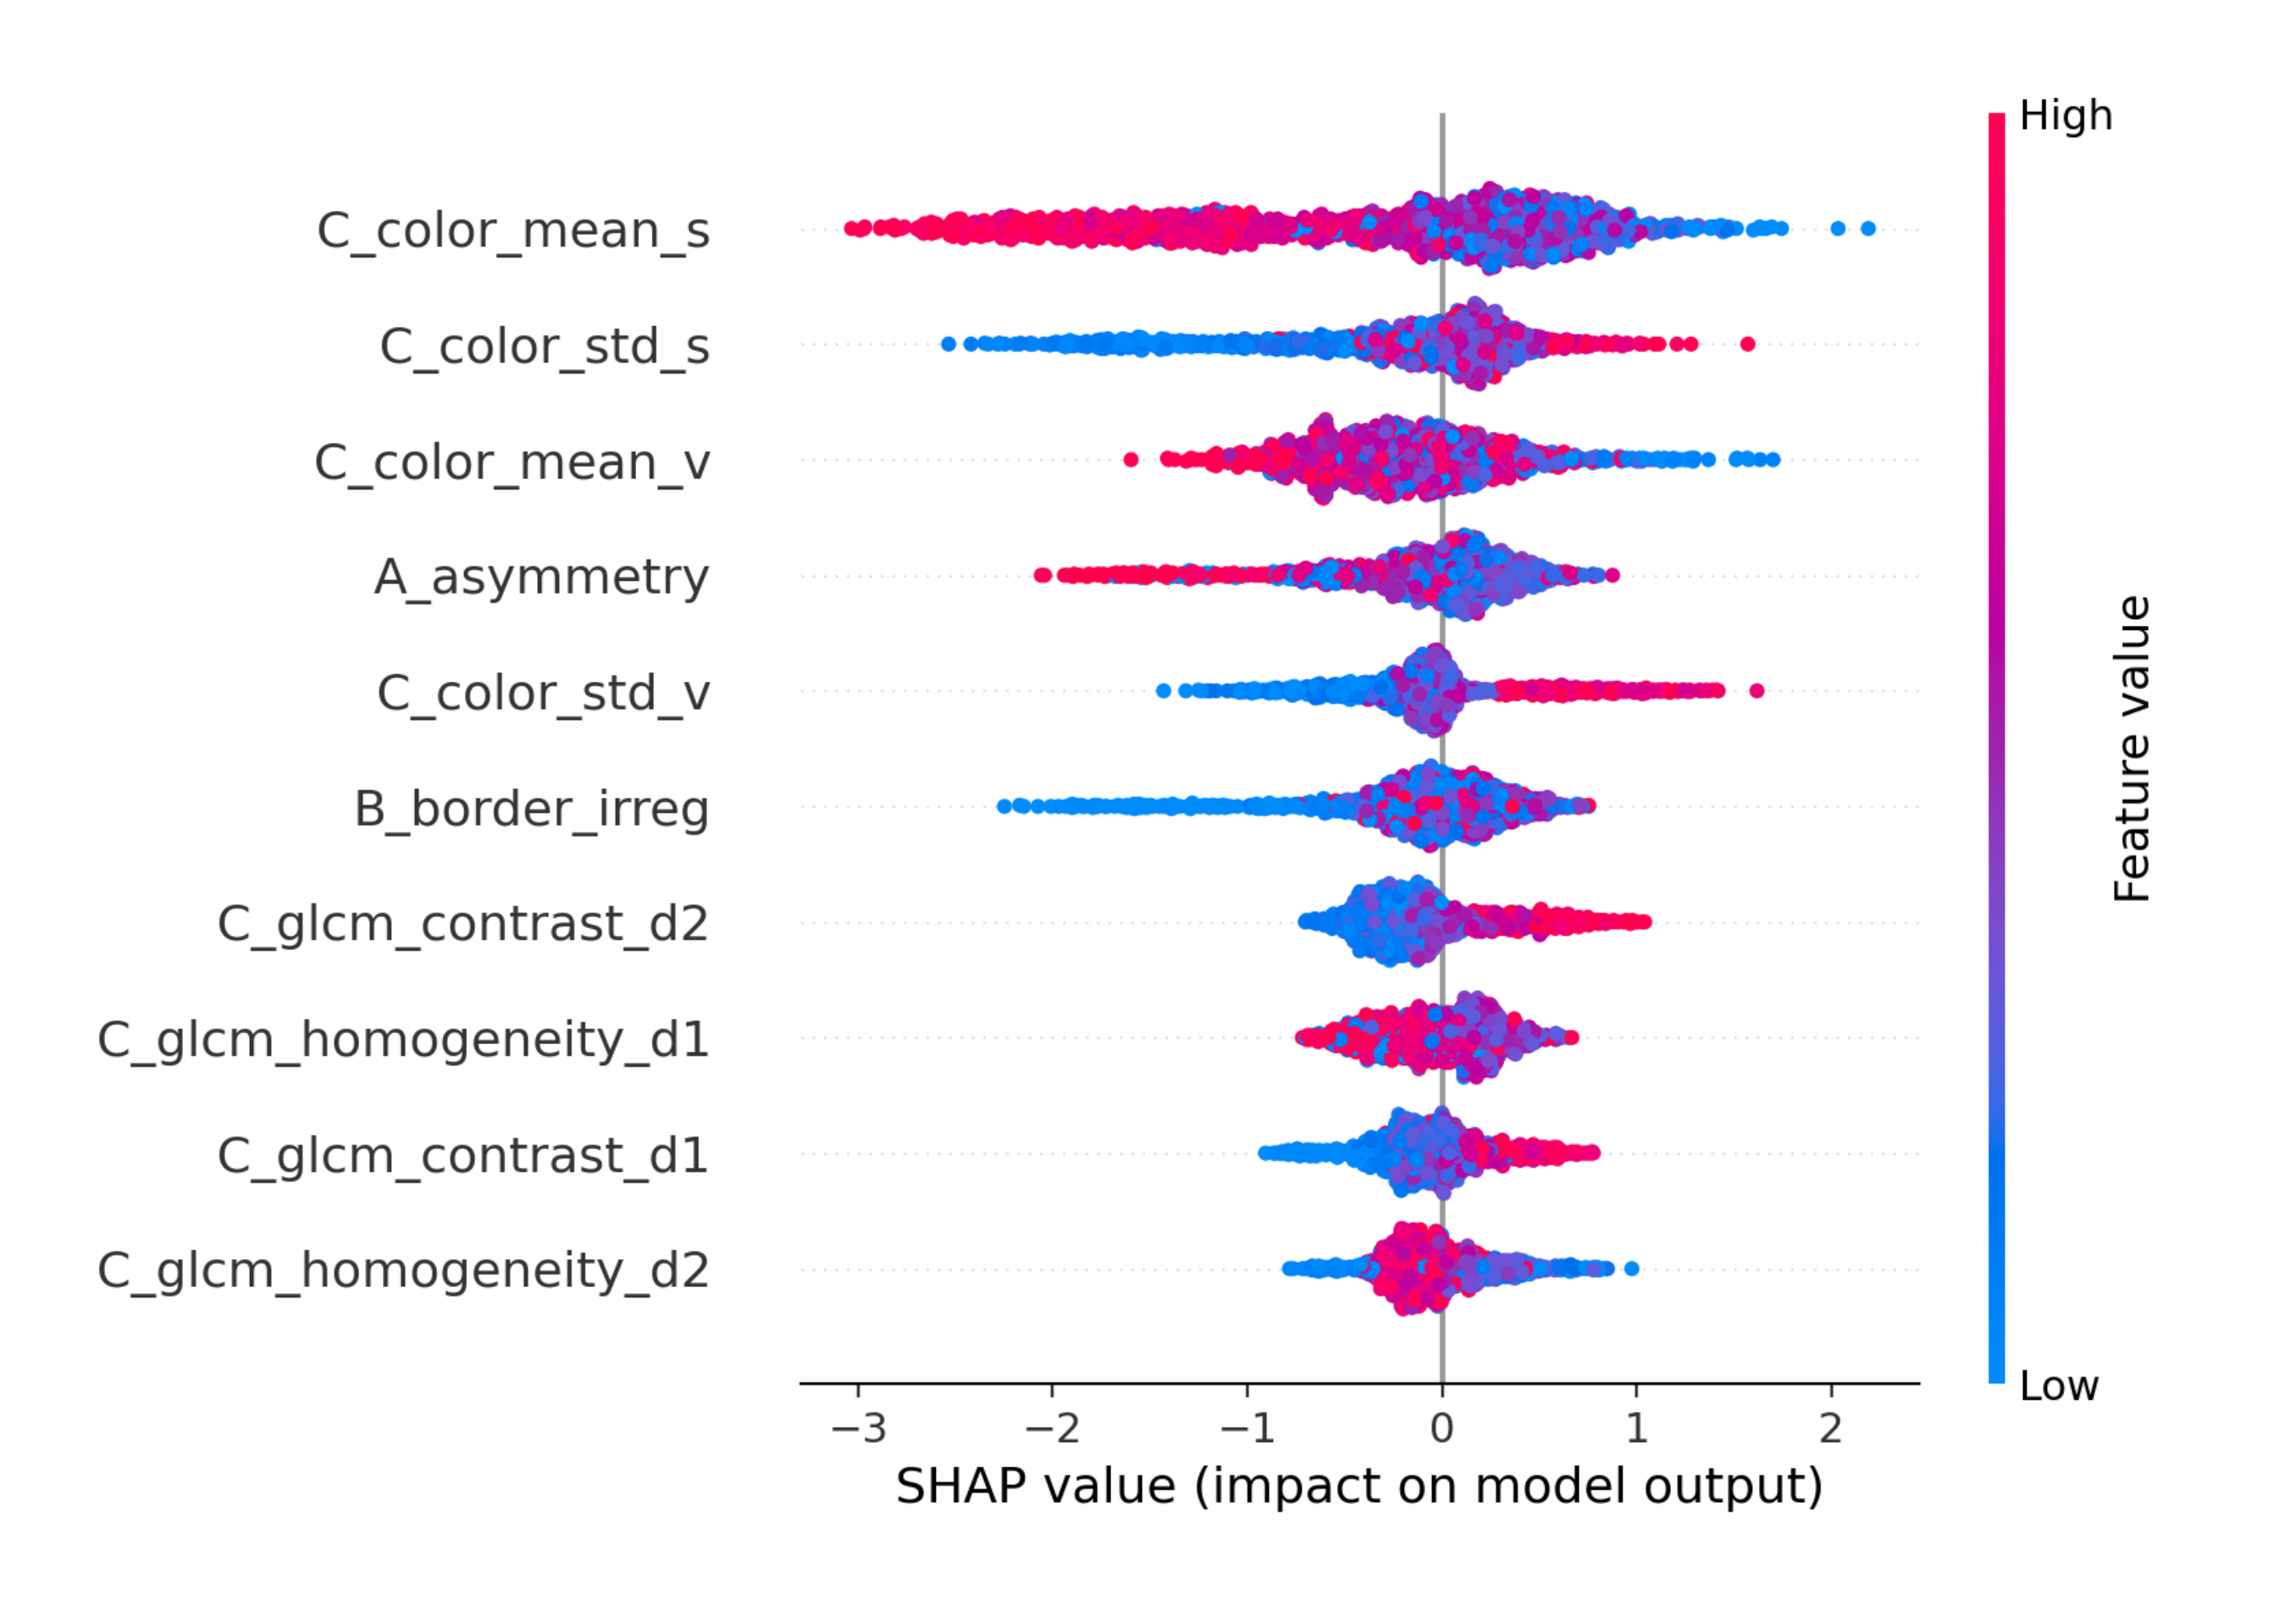 High
C_color_mean_s
C_color_std_s
C_color_mean_v
A_asymmetry
C_color_std_v
B_border_irreg
C_glcm_contrast_d2
C_glcm_homogeneity_d1
C_glcm_contrast_d1
C_glcm_homogeneity_d2
Feature value
Low
−3 −2 −1 0 1 2
SHAP value (impact on model output)